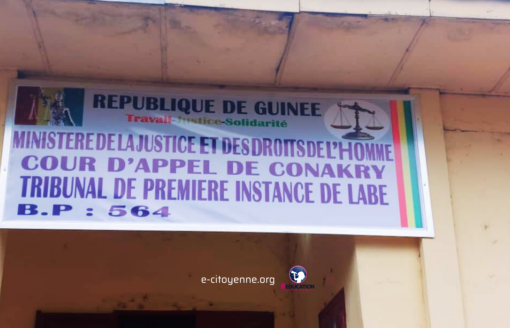 REPUBLIQUE DE GUINEE
Travail-Justice-Solidarité
MINISTERE DE LA JUSTICE ET DES DROITS DE L'HOMME
COUR D'APPEL DE CONAKRY
TRIBUNAL DE PREMIERE INSTANCE DE LABE
B.P : 564
e-citoyenne.org